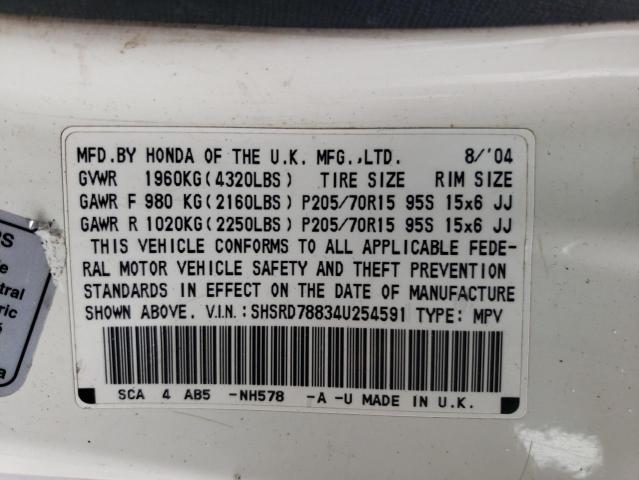 MFD.BY HONDA OF THE U.K. MFG.,LTD. 8/'04
GVWR 1960KG(4320LBS) TIRE SIZE RIM SIZE
GAWR F 980 KG(2160LBS) P205/70R15 95S 15x6 JJ
GAWR R 1020KG(2250LBS) P205/70R15 95S 15x6 JJ
THIS VEHICLE CONFORMS TO ALL APPLICABLE FEDE-
RAL MOTOR VEHICLE SAFETY AND THEFT PREVENTION
STANDARDS IN EFFECT ON THE DATE OF MANUFACTURE
SHOWN ABOVE. V.I.N.:SHSRD78834U254591 TYPE: MPV
SCA 4 AB5 -NH578 -A -U MADE IN U.K.